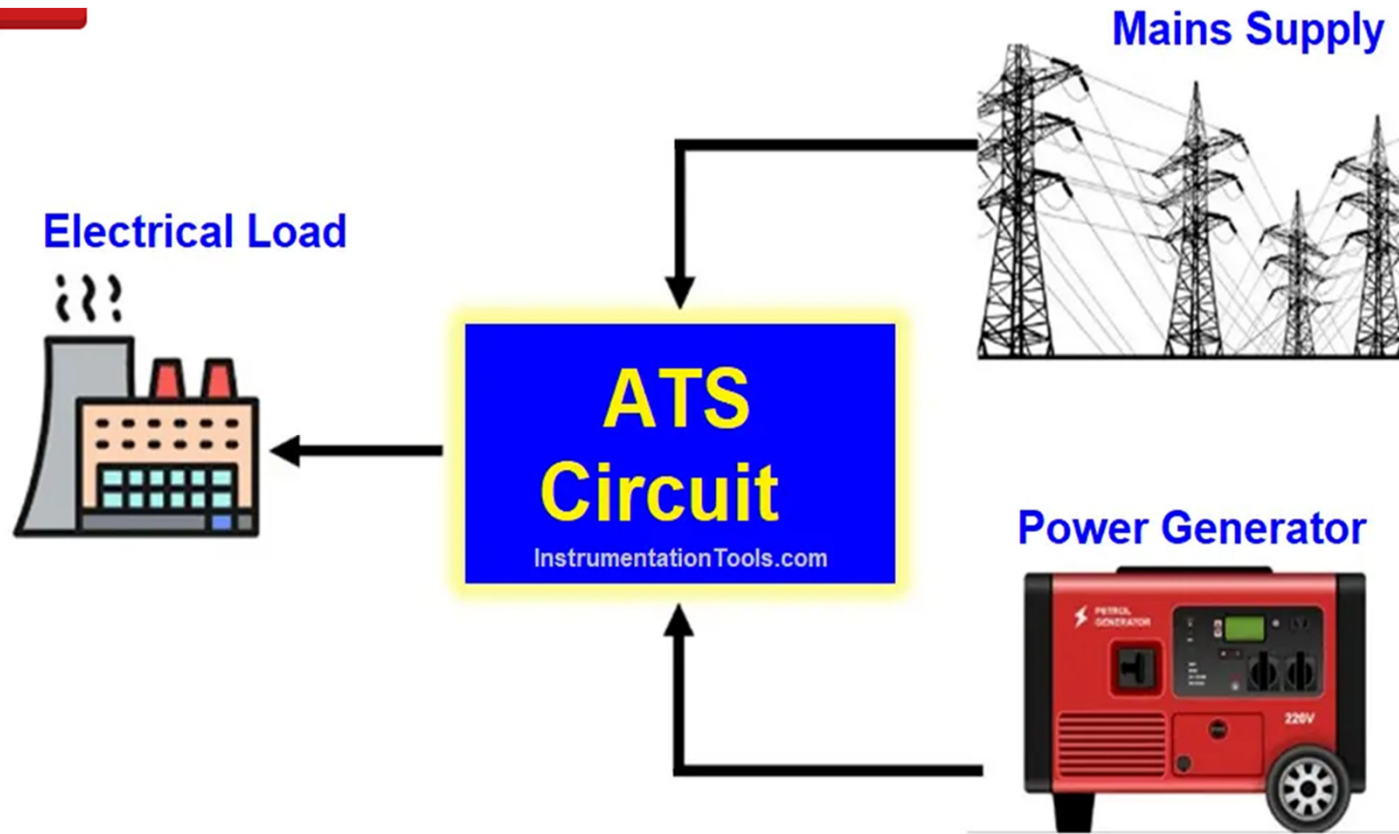 Mains Supply
Electrical Load
ATS
Circuit
InstrumentationTools.com
Power Generator
PETROL
GENERATOR
220V